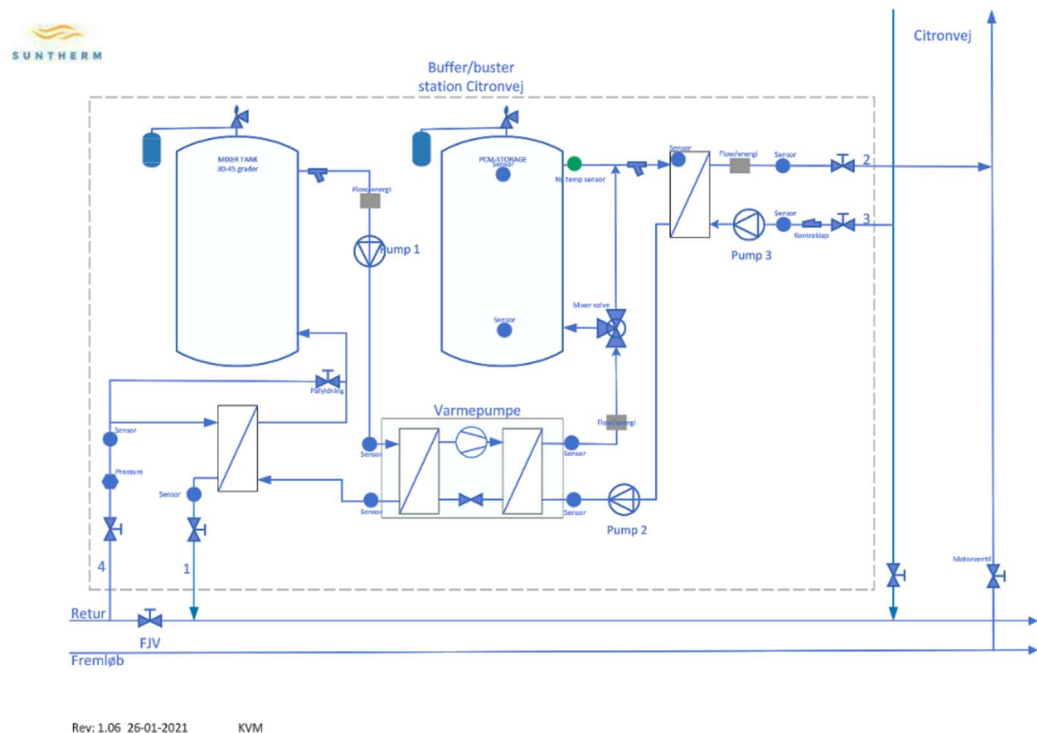 SUNTHERM
Citronvej
Buffer/buster
station Citronvej
MIXER TANK
30-45 grader
PCM-STORAGE
Sensor
Ny temp sensor
Sensor
Flow/energi
Sensor
2
Flow/energi
Pump 1
Sensor
3
Kontraklap
Pump 3
Mixer valve
Sensor
Påfyldning
Varmepumpe
Flow/energi
Sensor
Sensor
Sensor
Pressure
Sensor
Sensor
Sensor
Pump 2
4
1
Motorventil
Retur
FJV
Fremløb
Rev: 1.06 26-01-2021 KVM